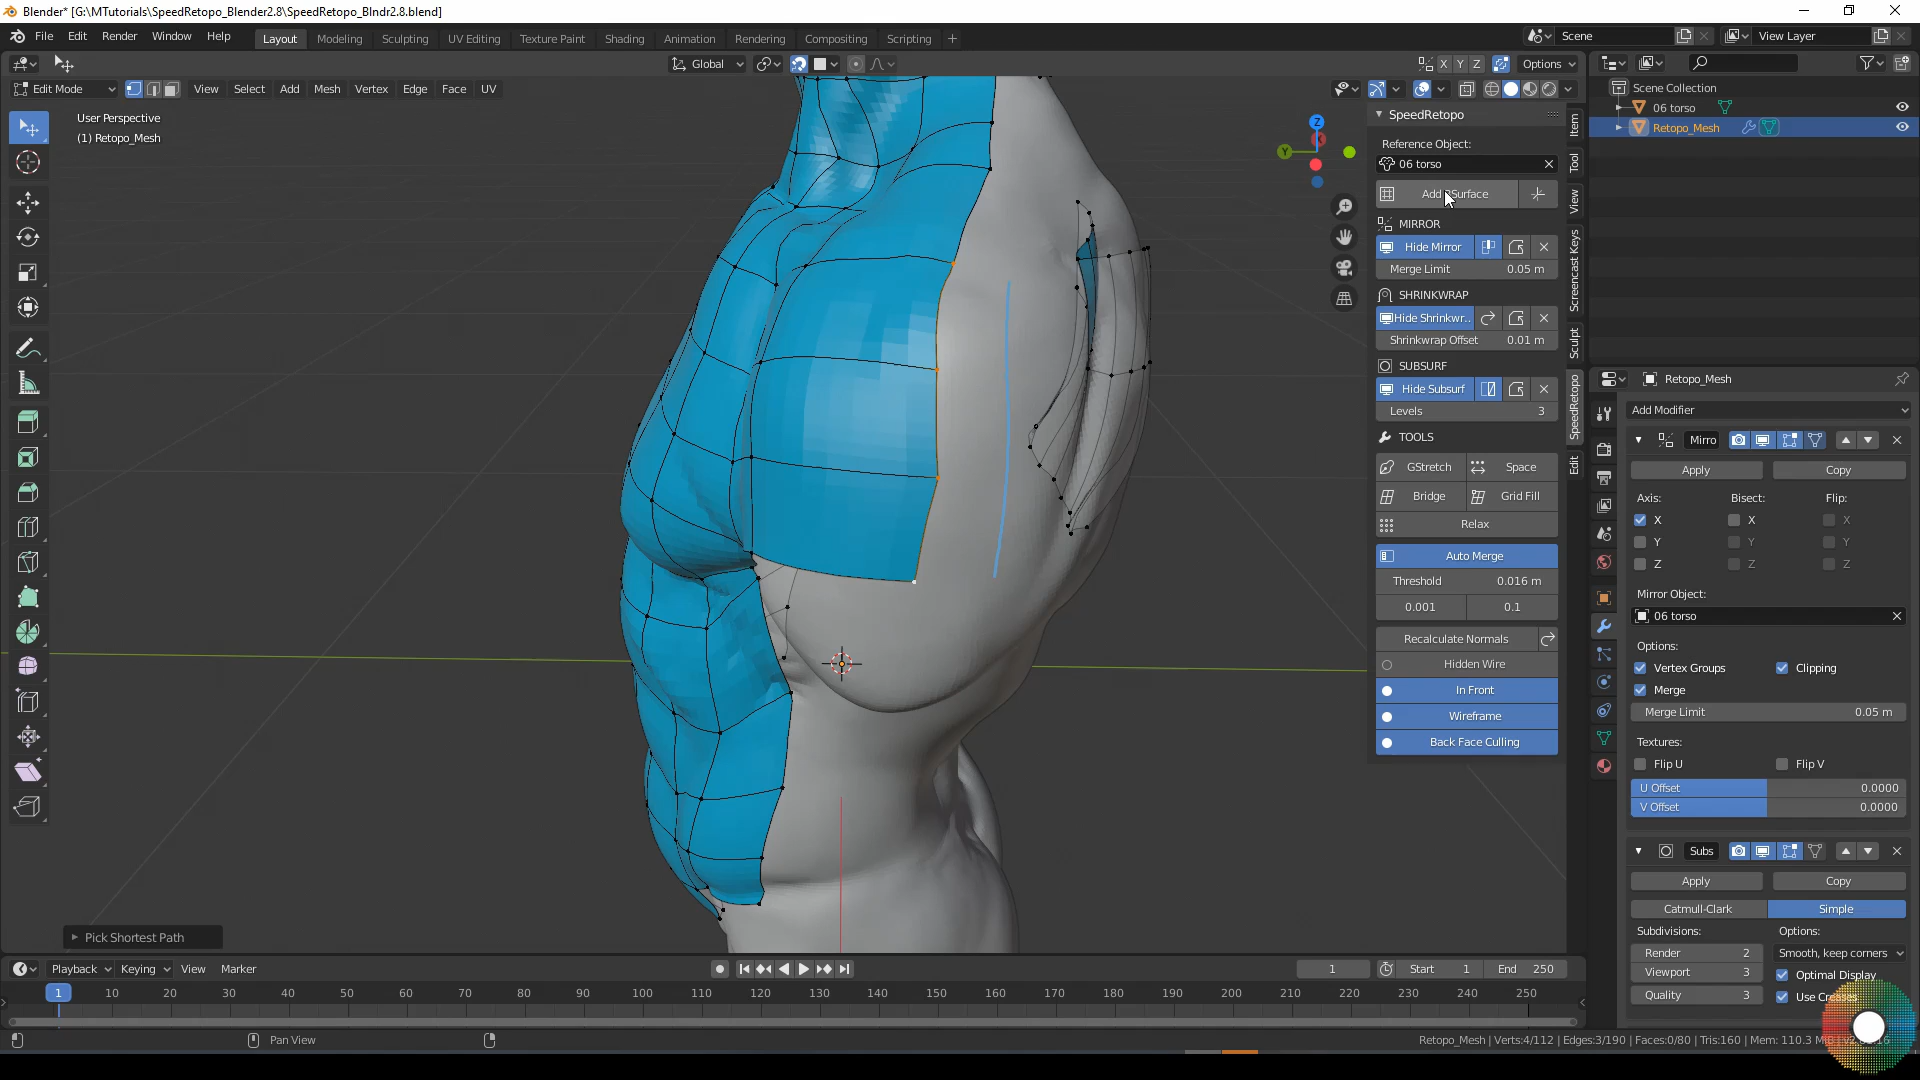 Blender* [G:\MTutorials\SpeedRetopo_Blender2.8\SpeedRetopo_Blndr2.8.blend]
File Edit Render Window Help Layout Modeling Sculpting UV Editing Texture Paint Shading Animation Rendering Compositing Scripting + Scene View Layer
Global X Y Z Options
Edit Mode View Select Add Mesh Vertex Edge Face UV
User Perspective
(1) Retopo_Mesh
Z
Y
SpeedRetopo
Reference Object:
06 torso
MIRROR
Hide Mirror
Merge Limit 0.05 m
SHRINKWRAP
Hide Shrinkwr..
Shrinkwrap Offset 0.01 m
SUBSURF
Hide Subsurf
Levels 3
TOOLS
GStretch Space
Bridge Grid Fill
Relax
Auto Merge
Threshold 0.016 m
0.001 0.1
Recalculate Normals
Hidden Wire
In Front
Wireframe
Back Face Culling
Item
Tool
View
Screencast Keys
Sculpt
SpeedRetopo
Edit
Scene Collection
06 torso
Retopo_Mesh
Retopo_Mesh
Add Modifier
Mirro
Apply Copy
Axis: Bisect: Flip:
X X X
Y Y Y
Z Z Z
Mirror Object:
06 torso
Options:
Vertex Groups Clipping
Merge
Merge Limit 0.05 m
Textures:
Flip U Flip V
U Offset 0.0000
V Offset 0.0000
Subs
Apply Copy
Catmull-Clark Simple
Subdivisions: Options:
Render 2 Smooth, keep corners
Viewport 3 Optimal Display
Quality 3
Pick Shortest Path
Playback Keying View Marker 1 Start 1 End 250
1 10 20 30 40 50 60 70 80 90 100 110 120 130 140 150 160 170 180 190 200 210 220 230 240 250
Pan View
Retopo_Mesh | Verts:4/112 | Edges:3/190 | Faces:0/80 | Tris:160 | Mem: 110.3